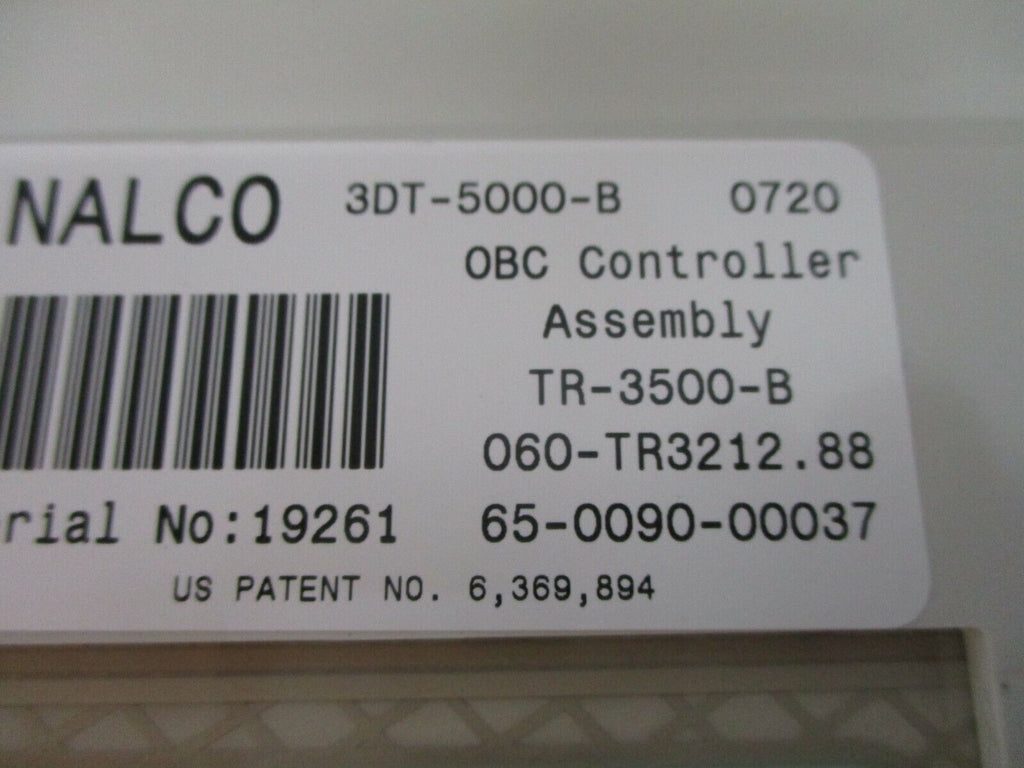 NALCO 3DT-5000-B 0720
OBC Controller
Assembly
TR-3500-B
060-TR3212.88
rial No:19261 65-0090-00037
US PATENT NO. 6,369,894